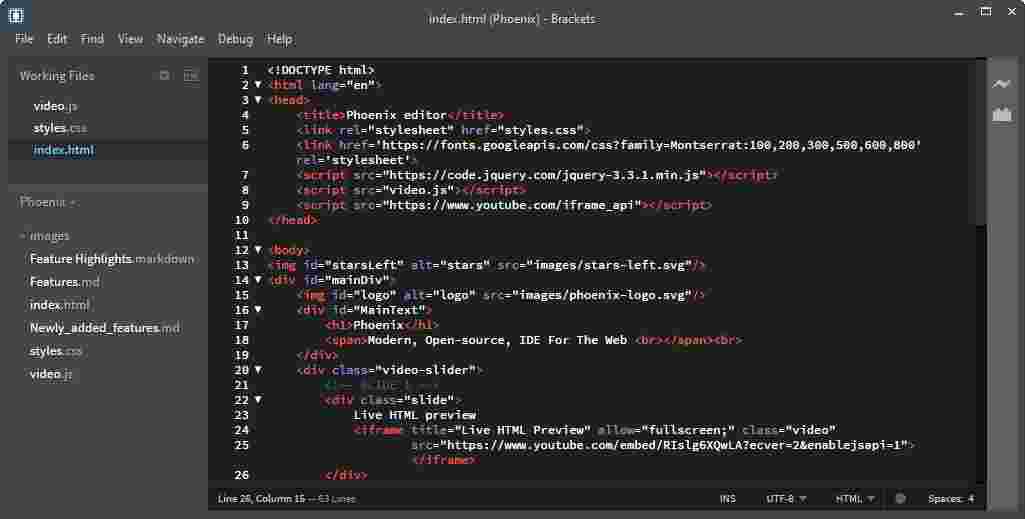 index.html (Phoenix) - Brackets
File Edit Find View Navigate Debug Help
Working Files
video.js
styles.css
index.html
Phoenix
images
Feature Highlights.markdown
Features.md
index.html
Newly_added_features.md
styles.css
video.js
1 <!DOCTYPE html>
2 <html lang="en">
3 <head>
4 <title>Phoenix editor</title>
5 <link rel="stylesheet" href="styles.css">
6 <link href='https://fonts.googleapis.com/css?family=Montserrat:100,200,300,500,600,800'
rel='stylesheet'>
7 <script src="https://code.jquery.com/jquery-3.3.1.min.js"></script>
8 <script src="video.js"></script>
9 <script src="https://www.youtube.com/iframe_api"></script>
10 </head>
11
12 <body>
13 <img id="starsLeft" alt="stars" src="images/stars-left.svg"/>
14 <div id="mainDiv">
15 <img id="logo" alt="logo" src="images/phoenix-logo.svg"/>
16 <div id="MainText">
17 <h1>Phoenix</h1>
18 <span>Modern, Open-source, IDE For The Web <br></span><br>
19 </div>
20 <div class="video-slider">
21 <!-- SLIDE 1 -->
22 <div class="slide">
23 Live HTML preview
24 <iframe title="Live HTML Preview" allow="fullscreen;" class="video"
25 src="https://www.youtube.com/embed/RIslg6XQwLA?ecver=2&enablejsapi=1">
</iframe>
26 </div>
Line 26, Column 15 — 63 Lines INS UTF-8 HTML Spaces: 4